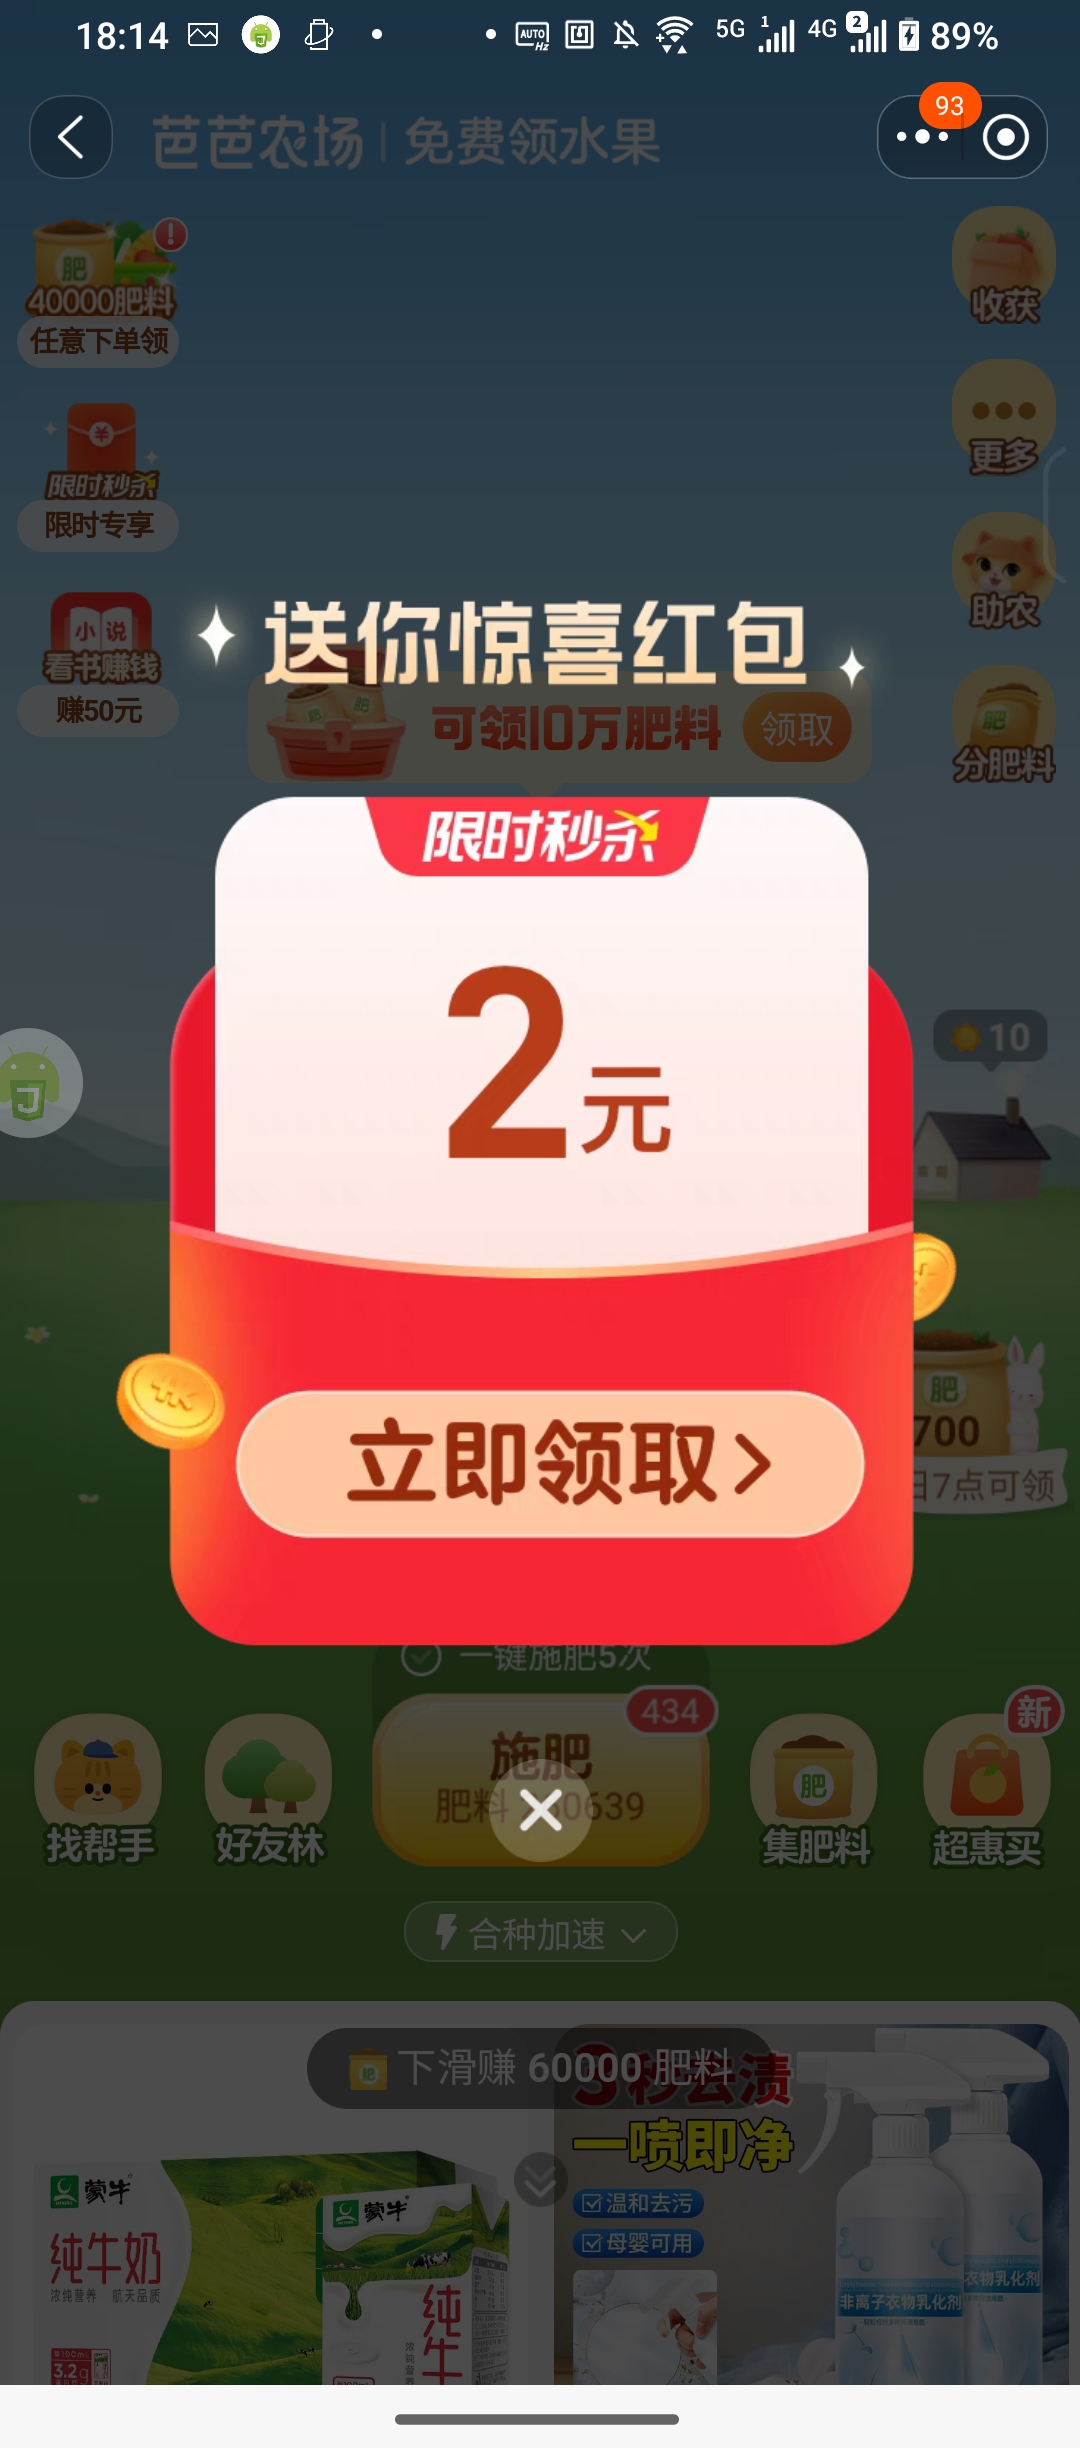 18:14
AUTO
Hz
5G
1
4G
2
89%
芭芭农场
免费领水果
93
肥
40000肥料
任意下单领
收获
限时秒杀
限时专享
更多
小说
看书赚钱
赚50元
助农
肥
分肥料
送你惊喜红包
可领10万肥料
领取
限时秒杀
2元
10
立即领取
肥
700
日7点可领
一键施肥5次
434
施肥
肥料
0639
新
找帮手
好友林
肥
集肥料
超惠买
合种加速
下滑赚 60000 肥料
3秒去渍
一喷即净
温和去污
母婴可用
蒙牛
纯牛奶
浓纯营养 航天品质
3.2g
蒙牛
纯牛
非离子衣物乳化剂
衣物乳化剂